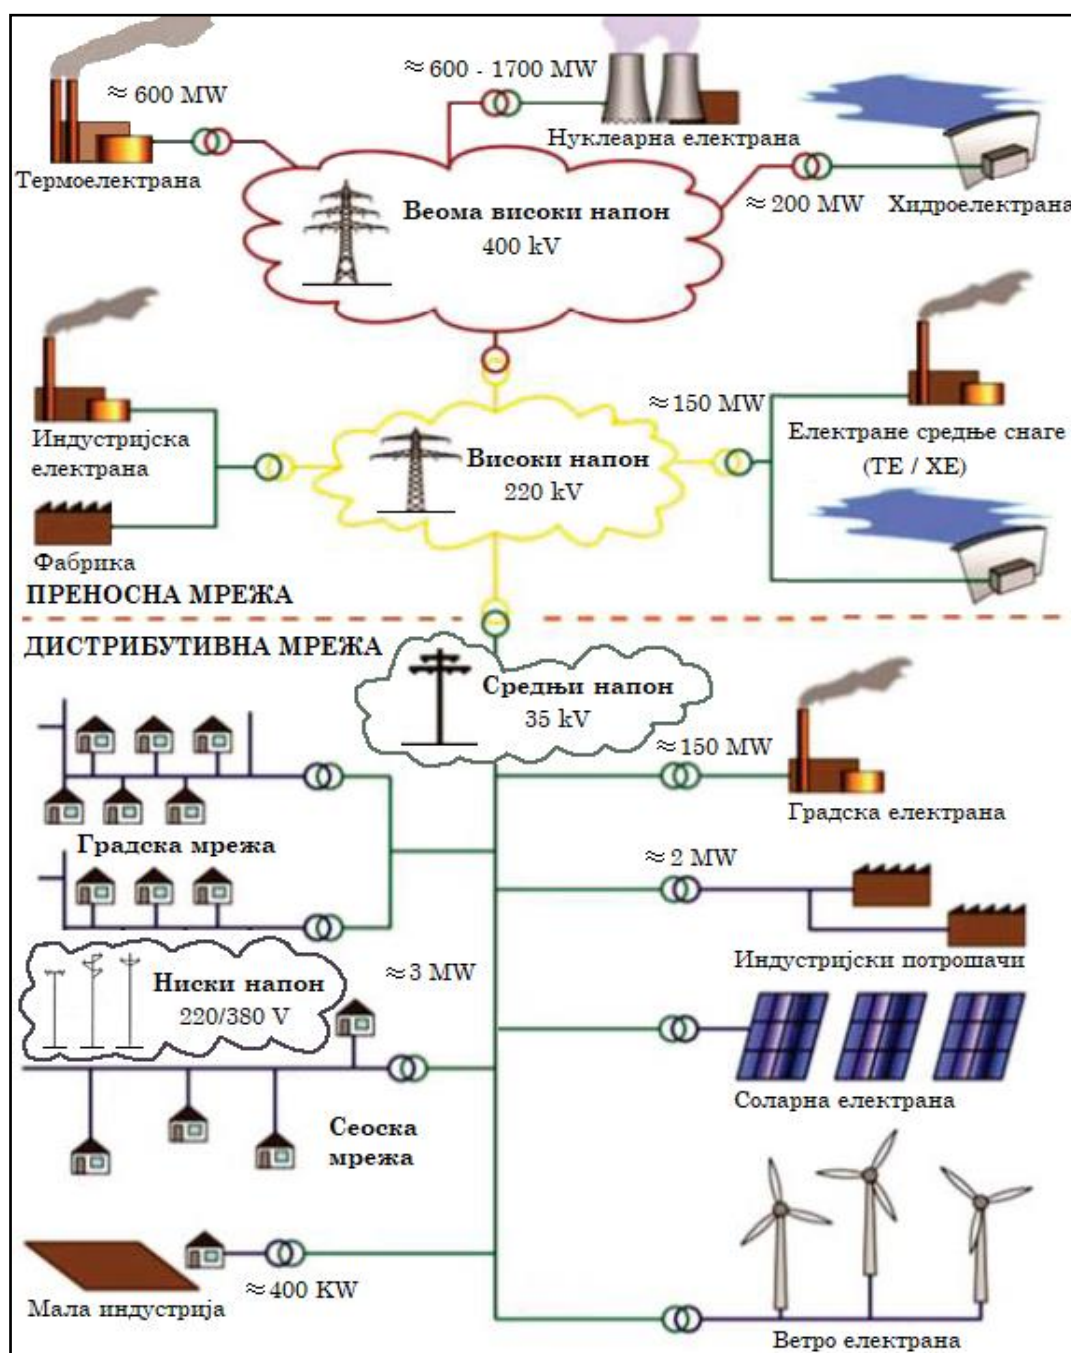 ≈ 600 MW
≈ 600 - 1700 MW
Нуклеарна електрана
Термоелектрана
≈ 200 MW
Хидроелектрана
Веома високи напон
400 kV
≈ 150 MW
Индустријска
електрана
Високи напон
220 kV
Електране средње снаге
(ТЕ / ХЕ)
Фабрика
ПРЕНОСНА МРЕЖА
ДИСТРИБУТИВНА МРЕЖА
Средњи напон
35 kV
≈ 150 MW
Градска електрана
Градска мрежа
≈ 2 MW
Индустријски потрошачи
≈ 3 MW
Ниски напон
220/380 V
Соларна електрана
Сеоска
мрежа
≈ 400 KW
Мала индустрија
Ветро електрана